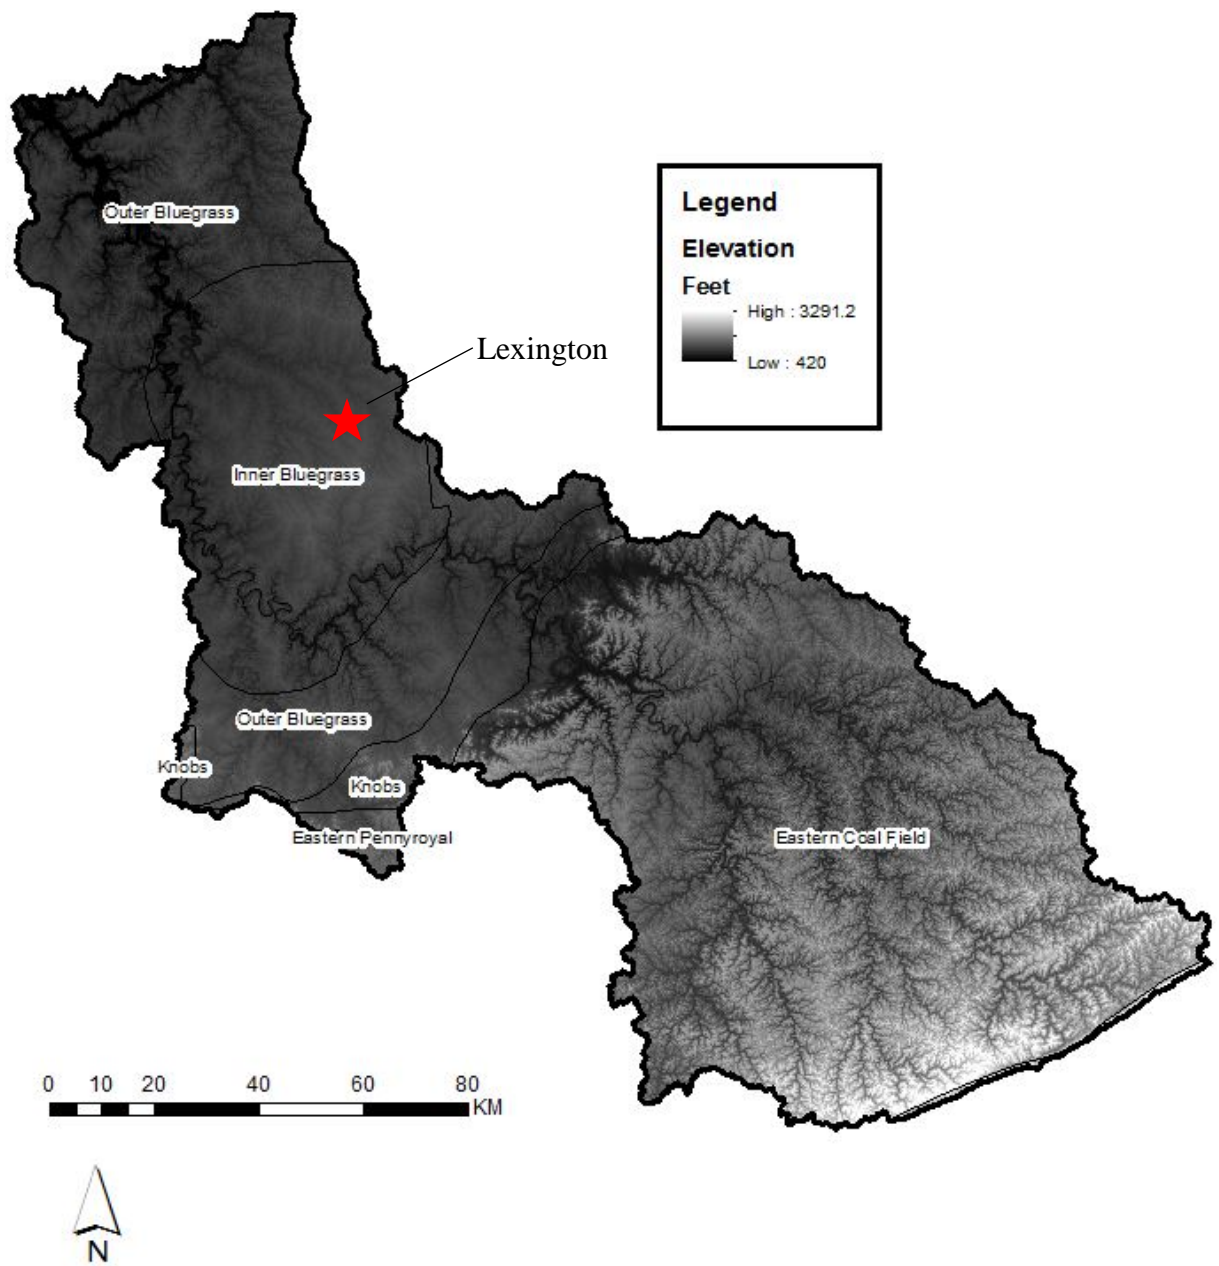 Outer Bluegrass
Legend
Elevation
Feet
High : 3291.2
Low : 420
Lexington
Inner Bluegrass
Outer Bluegrass
Knobs
Knobs
Eastern Pennyroyal
Eastern Coal Field
0 10 20 40 60 80
KM
N